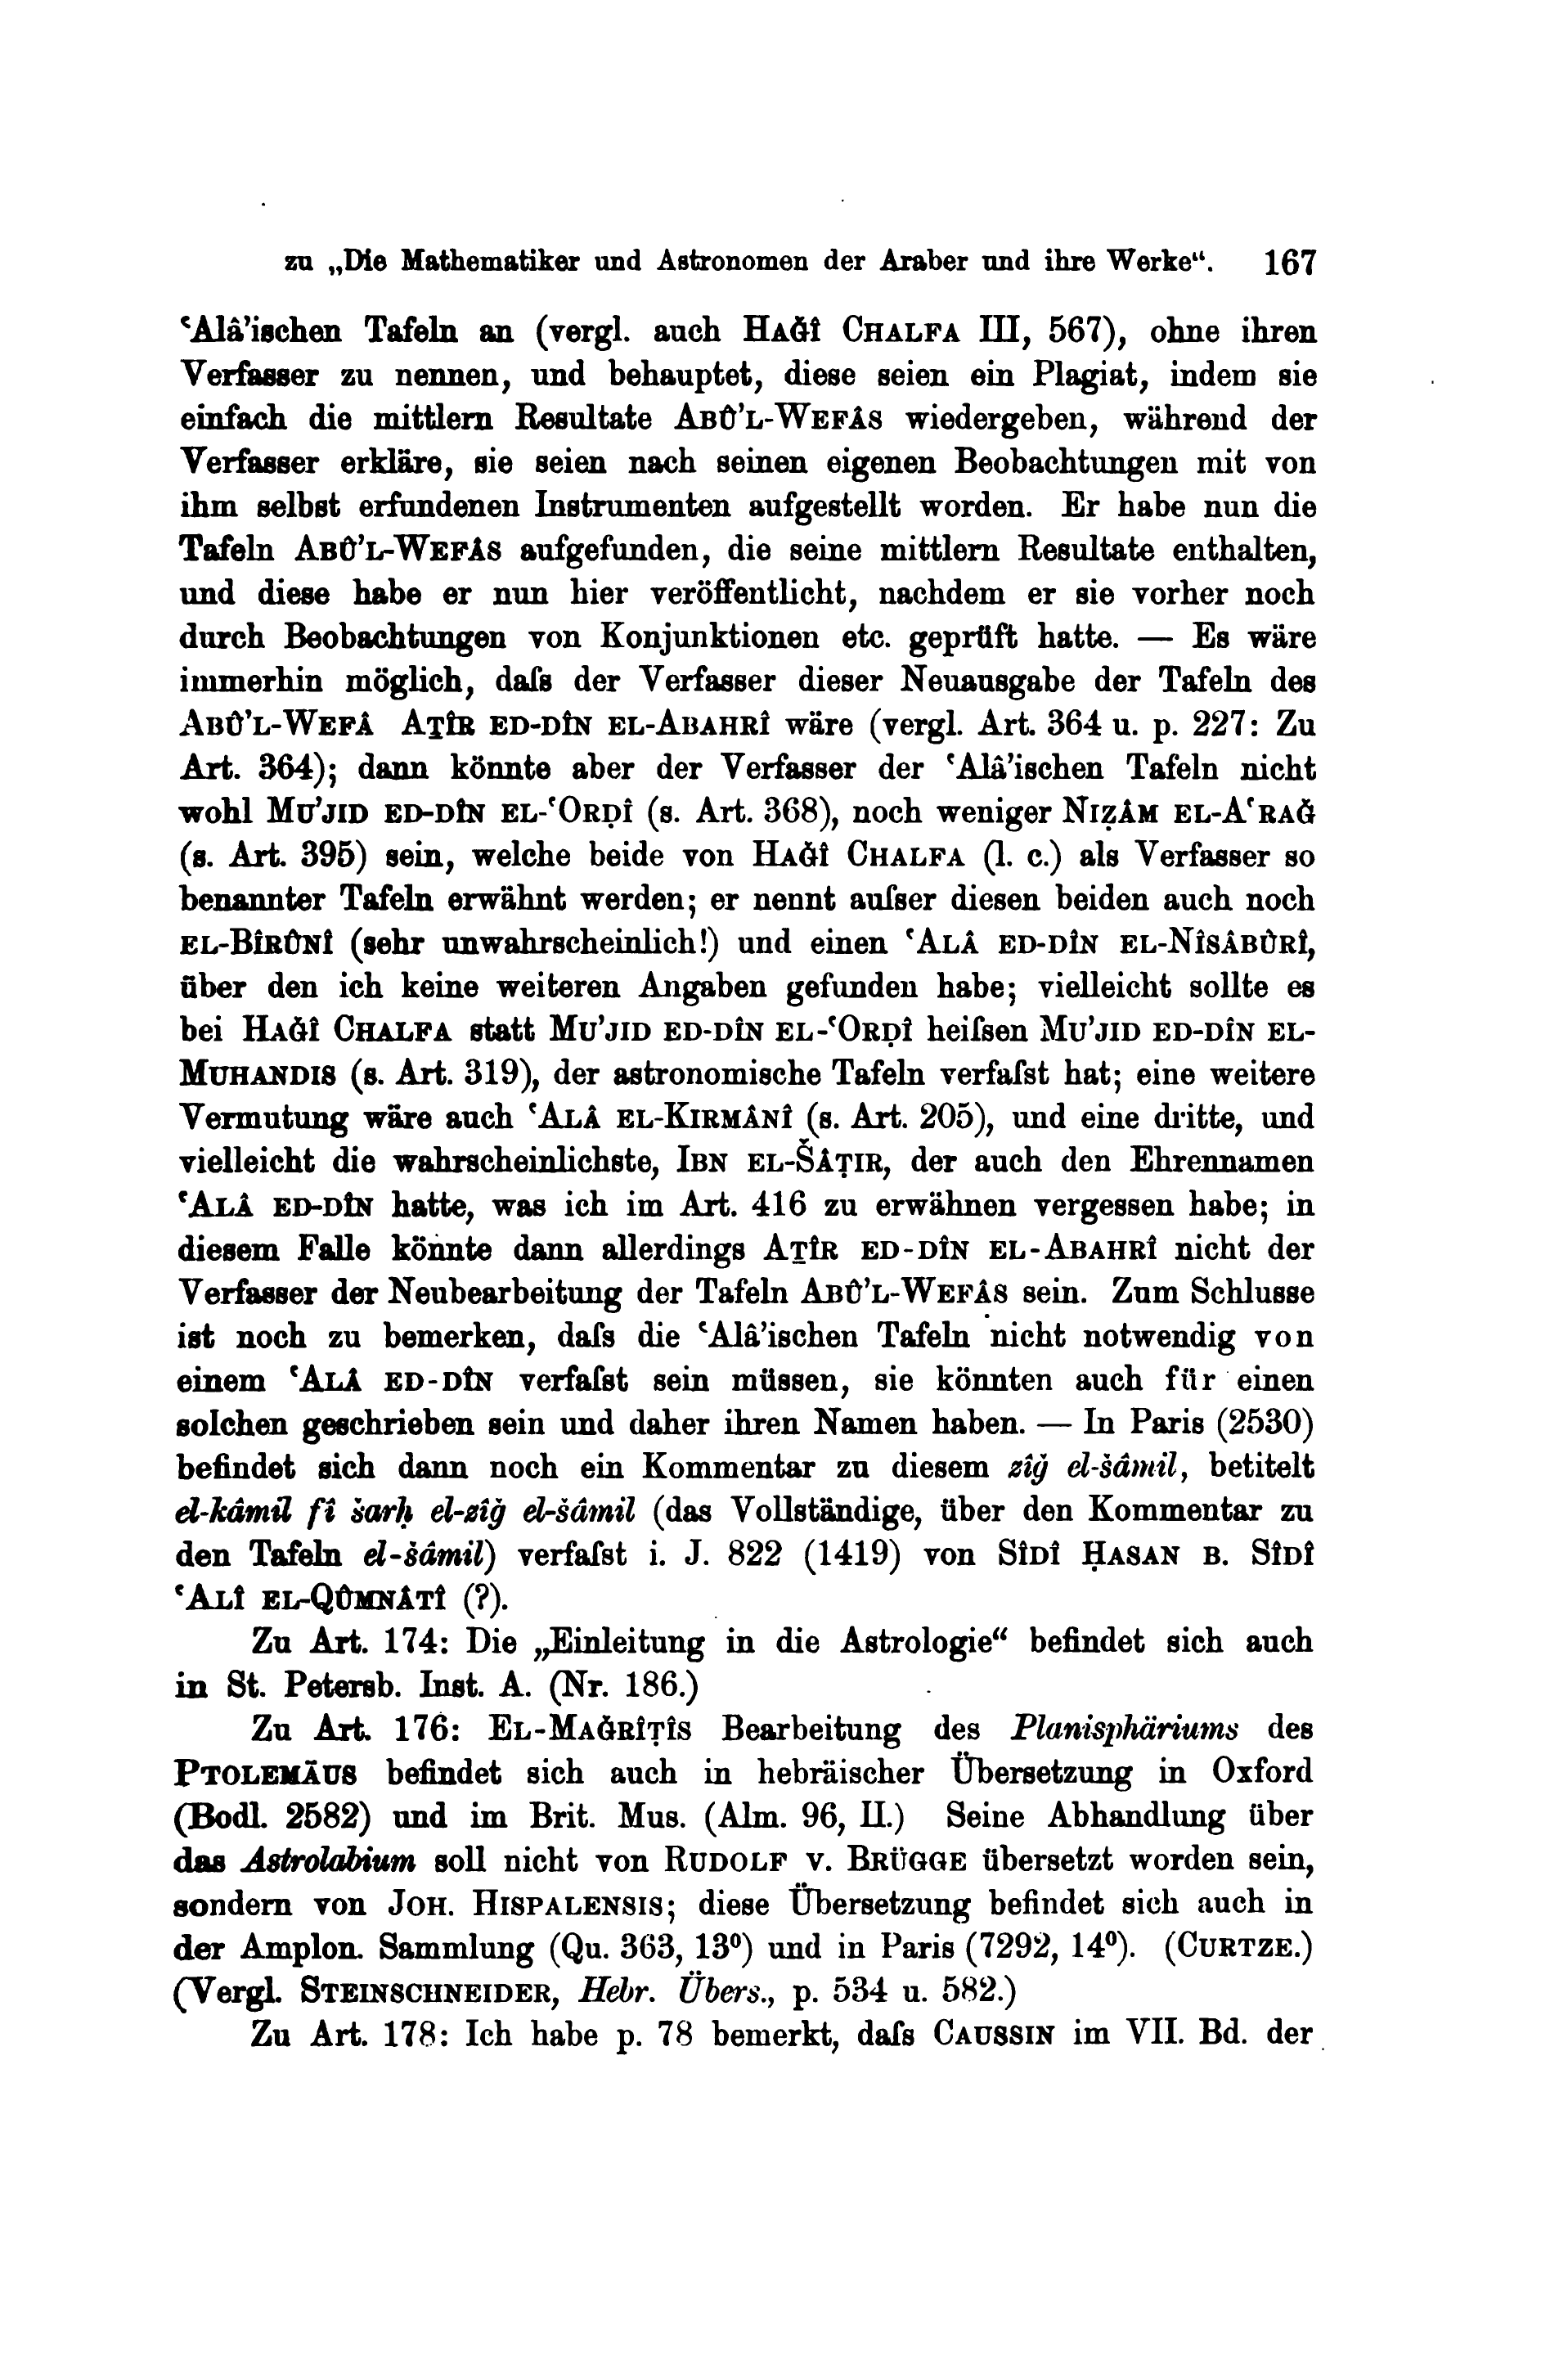 zu „Die Mathematiker und Astronomen der Araber und ihre Werke“. 167
ʿAlâ’ischen Tafeln an (vergl. auch Haǧî Chalfa III, 567), ohne ihren
Verfasser zu nennen, und behauptet, diese seien ein Plagiat, indem sie
einfach die mittlern Resultate Abû’l-Wefâs wiedergeben, während der
Verfasser erkläre, sie seien nach seinen eigenen Beobachtungen mit von
ihm selbst erfundenen Instrumenten aufgestellt worden. Er habe nun die
Tafeln Abû’l-Wefâs aufgefunden, die seine mittlern Resultate enthalten,
und diese habe er nun hier veröffentlicht, nachdem er sie vorher noch
durch Beobachtungen von Konjunktionen etc. geprüft hatte. — Es wäre
immerhin möglich, daſs der Verfasser dieser Neuausgabe der Tafeln des
Abû’l-Wefâ Aṯîr ed-dîn el-Abahrî wäre (vergl. Art. 364 u. p. 227: Zu
Art. 364); dann könnte aber der Verfasser der ʿAlâ’ischen Tafeln nicht
wohl Mu’jid ed-dîn el-ʿOrḍî (s. Art. 368), noch weniger Niẓâm el-Aʿraǧ
(s. Art. 395) sein, welche beide von Haǧî Chalfa (l. c.) als Verfasser so
benannter Tafeln erwähnt werden; er nennt auſser diesen beiden auch noch
el-Bîrûnî (sehr unwahrscheinlich!) und einen ʿAlâ ed-dîn el-Nîsâbûrî,
über den ich keine weiteren Angaben gefunden habe; vielleicht sollte es
bei Haǧî Chalfa statt Mu’jid ed-dîn el-ʿOrḍî heiſsen Mu’jid ed-dîn el-
Muhandis (s. Art. 319), der astronomische Tafeln verfaſst hat; eine weitere
Vermutung wäre auch ʿAlâ el-Kirmânî (s. Art. 205), und eine dritte, und
vielleicht die wahrscheinlichste, Ibn el-Šâṭir, der auch den Ehrennamen
ʿAlâ ed-dîn hatte, was ich im Art. 416 zu erwähnen vergessen habe; in
diesem Falle könnte dann allerdings Aṯîr ed-dîn el-Abahrî nicht der
Verfasser der Neubearbeitung der Tafeln Abû’l-Wefâs sein. Zum Schlusse
ist noch zu bemerken, daſs die ʿAlâ’ischen Tafeln nicht notwendig von
einem ʿAlâ ed-dîn verfaſst sein müssen, sie könnten auch für einen
solchen geschrieben sein und daher ihren Namen haben. — In Paris (2530)
befindet sich dann noch ein Kommentar zu diesem zîǧ el-šâmil, betitelt
el-kâmil fî šarḥ el-zîǧ el-šâmil (das Vollständige, über den Kommentar zu
den Tafeln el-šâmil) verfaſst i. J. 822 (1419) von Sîdî Ḥasan b. Sîdî
ʿAlî el-Qûmnâtî (?).
Zu Art. 174: Die „Einleitung in die Astrologie“ befindet sich auch
in St. Petersb. Inst. A. (Nr. 186.)
Zu Art. 176: El-Maǧrîṭîs Bearbeitung des Planisphäriums des
Ptolemäus befindet sich auch in hebräischer Übersetzung in Oxford
(Bodl. 2582) und im Brit. Mus. (Alm. 96, II.) Seine Abhandlung über
das Astrolabium soll nicht von Rudolf v. Brügge übersetzt worden sein,
sondern von Joh. Hispalensis; diese Übersetzung befindet sich auch in
der Amplon. Sammlung (Qu. 363, 13⁰) und in Paris (7292, 14⁰). (Curtze.)
(Vergl. Steinschneider, Hebr. Übers., p. 534 u. 582.)
Zu Art. 178: Ich habe p. 78 bemerkt, daſs Caussin im VII. Bd. der